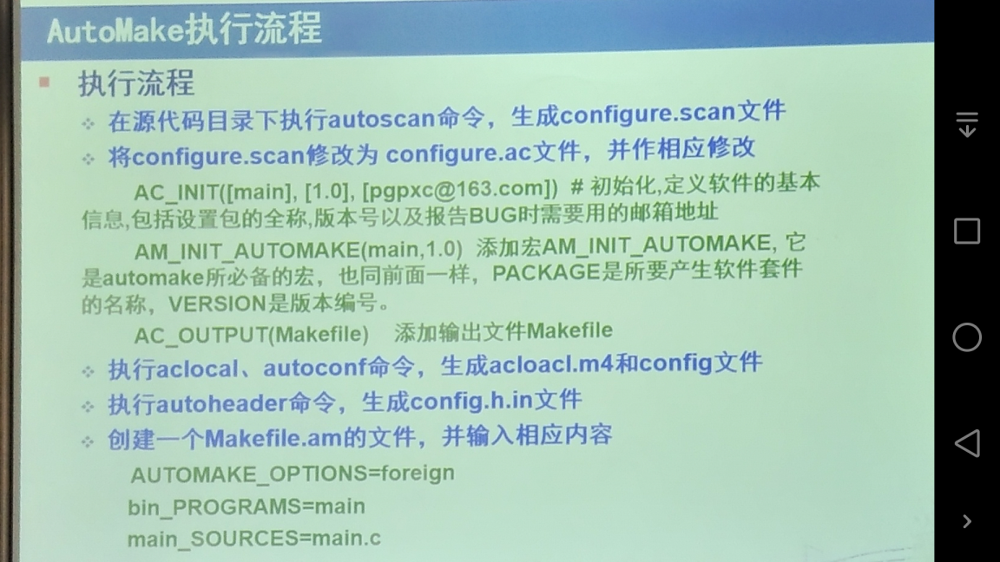 AutoMake执行流程
执行流程
在源代码目录下执行autoscan命令，生成configure.scan文件
将configure.scan修改为 configure.ac文件，并作相应修改
AC_INIT([main], [1.0], [pgpxc@163.com]) # 初始化,定义软件的基本
信息,包括设置包的全称,版本号以及报告BUG时需要用的邮箱地址
AM_INIT_AUTOMAKE(main,1.0) 添加宏AM_INIT_AUTOMAKE, 它
是automake所必备的宏，也同前面一样，PACKAGE是所要产生软件套件
的名称，VERSION是版本编号。
AC_OUTPUT(Makefile) 添加输出文件Makefile
执行aclocal、autoconf命令，生成acloacl.m4和config文件
执行autoheader命令，生成config.h.in文件
创建一个Makefile.am的文件，并输入相应内容
AUTOMAKE_OPTIONS=foreign
bin_PROGRAMS=main
main_SOURCES=main.c